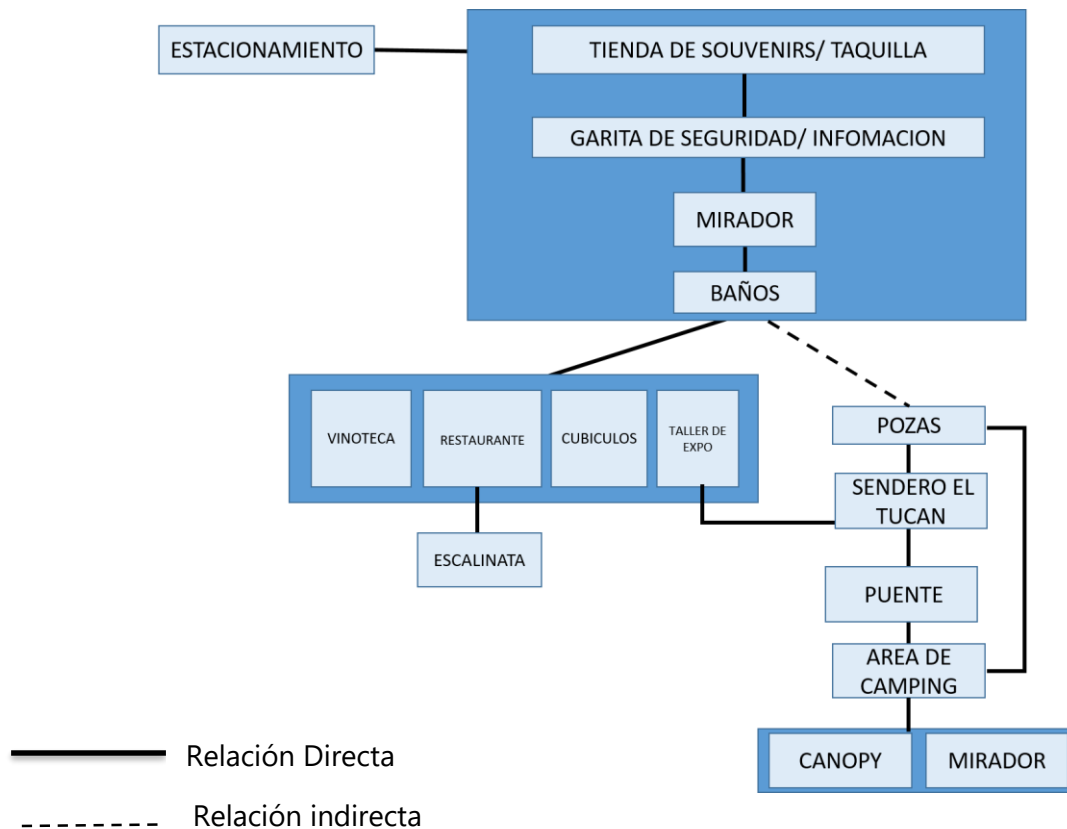 ESTACIONAMIENTO
TIENDA DE SOUVENIRS/ TAQUILLA
GARITA DE SEGURIDAD/ INFOMACION
MIRADOR
BAÑOS
VINOTECA
RESTAURANTE
CUBICULOS
TALLER DE
EXPO
ESCALINATA
POZAS
SENDERO EL
TUCAN
PUENTE
AREA DE
CAMPING
CANOPY
MIRADOR
Relación Directa
Relación indirecta